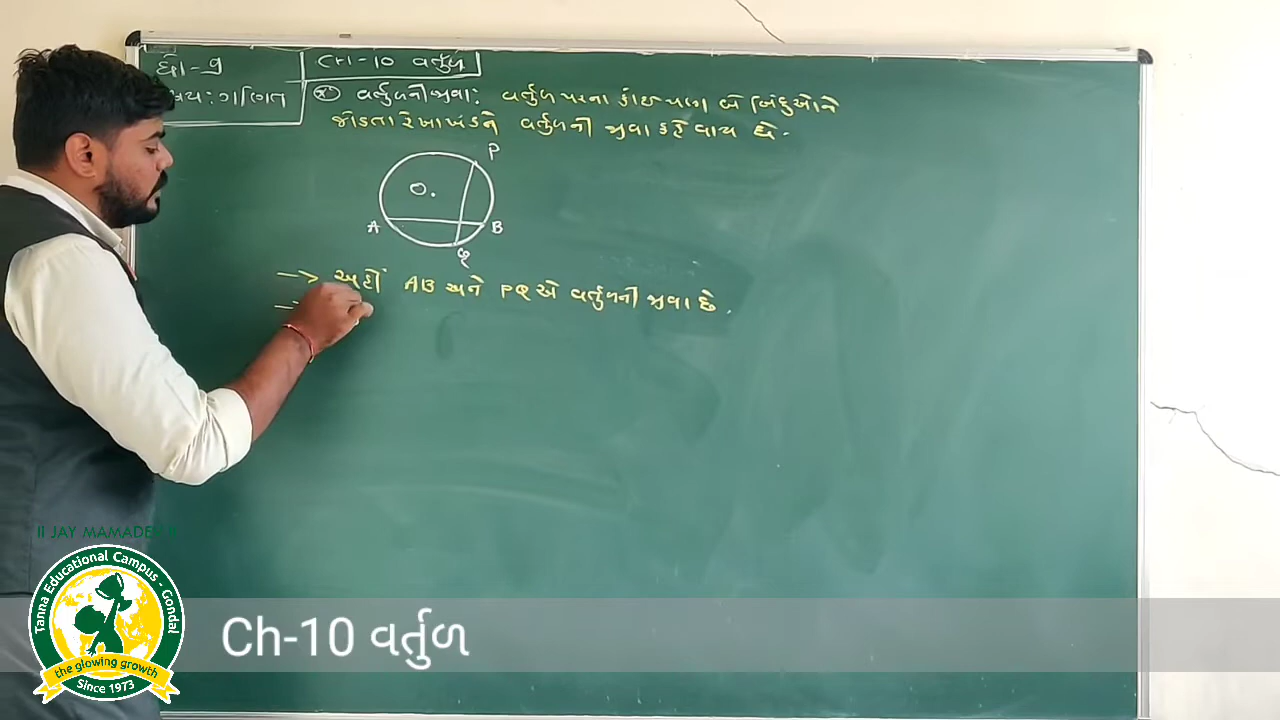 ધો-9
CH-10 વર્તુળ
વિષય: ગણિત
* વર્તુળની જીવા: વર્તુળ પરના કોઈ પણ બે બિંદુઓને
જોડતા રેખાખંડને વર્તુળની જીવા કહેવાય છે.
P
O.
A
B
Q
→ અહીં AB અને PQ એ વર્તુળની જીવા છે.
II JAY MAMADEV II
Tanna Educational Campus - Gondal
the glowing growth
Since 1973
Ch-10 વર્તુળ